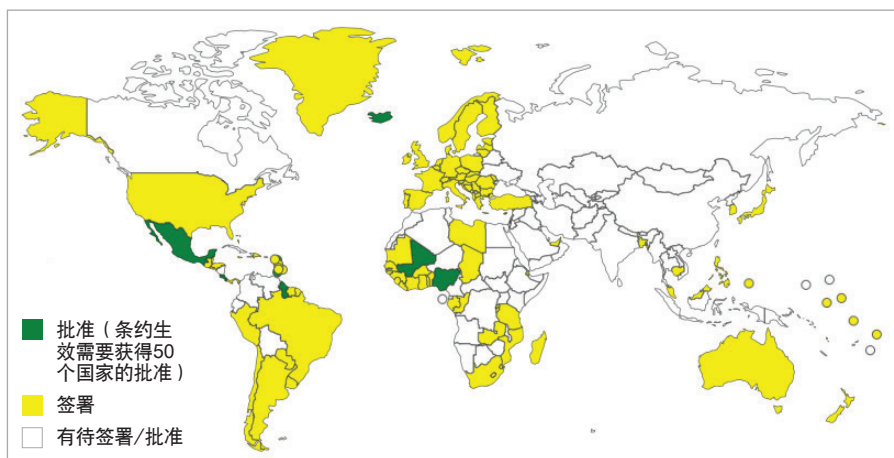 批准（条约生
效需要获得50
个国家的批准）
签署
有待签署/批准